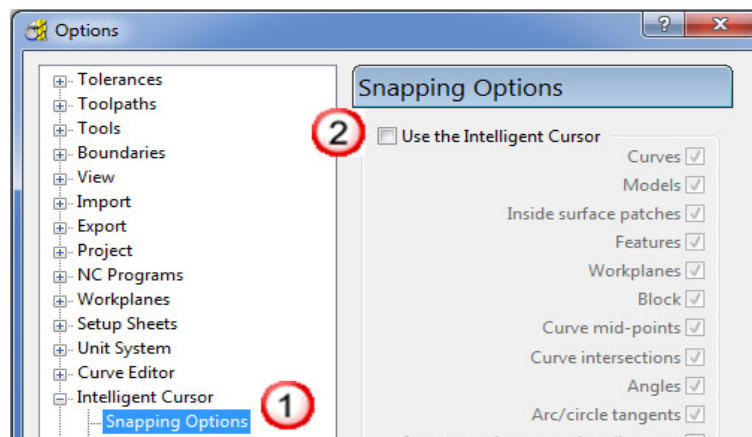 Options
Tolerances
Toolpaths
Tools
Boundaries
View
Import
Export
Project
NC Programs
Workplanes
Setup Sheets
Unit System
Curve Editor
Intelligent Cursor
Snapping Options
1
Snapping Options
2
Use the Intelligent Cursor
Curves
Models
Inside surface patches
Features
Workplanes
Block
Curve mid-points
Curve intersections
Angles
Arc/circle tangents